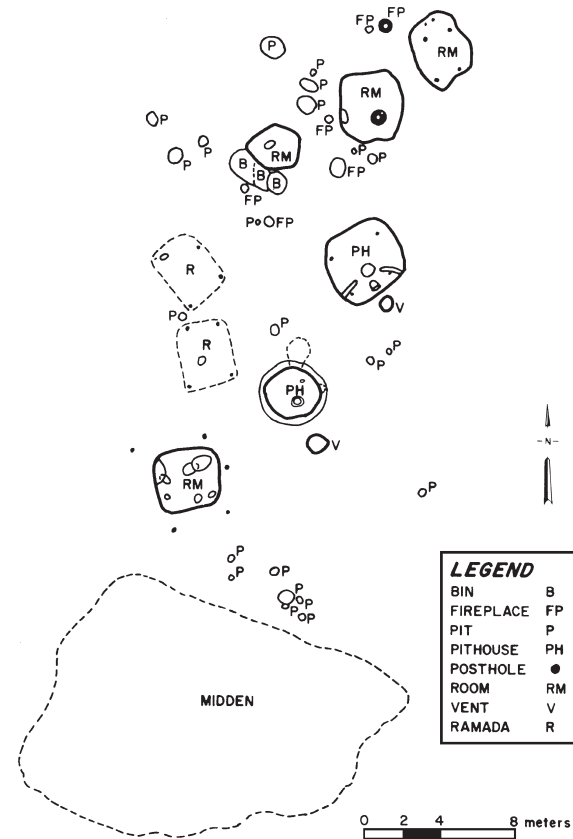 FP FP
RM
P
P
P
RM
P
FP
P
P
P
RM
P
P
FP
B
B
B
FP
P FP
PH
R
V
P
P
R
P
P
PH
V
RM
P
P
P
P
P
P
P
P
-N-
MIDDEN
LEGEND
BIN B
FIREPLACE FP
PIT P
PITHOUSE PH
POSTHOLE ●
ROOM RM
VENT V
RAMADA R
0 2 4 8 meters